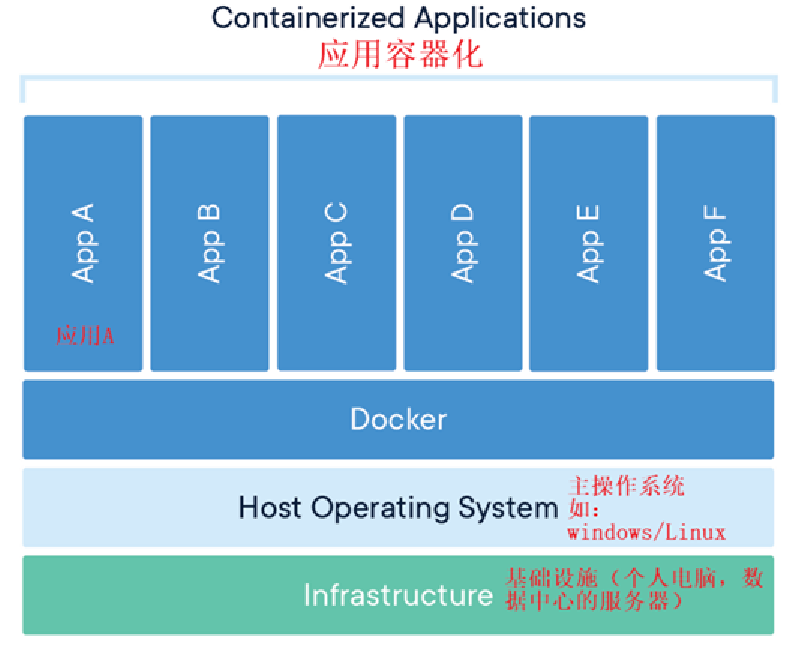 Containerized Applications
应用容器化
App A
App B
App C
App D
App E
App F
应用A
Docker
Host Operating System
主操作系统
如：
windows/Linux
Infrastructure
基础设施（个人电脑，数
据中心的服务器）